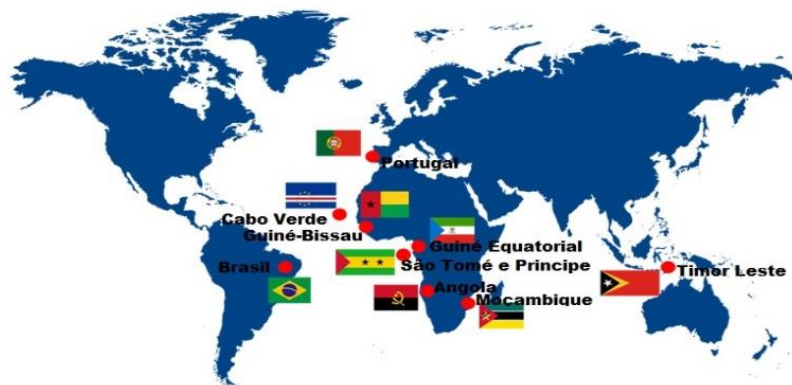 Portugal
Cabo Verde
Guiné-Bissau
Guiné Equatorial
São Tomé e Principe
Brasil
Timor Leste
Angola
Moçambique